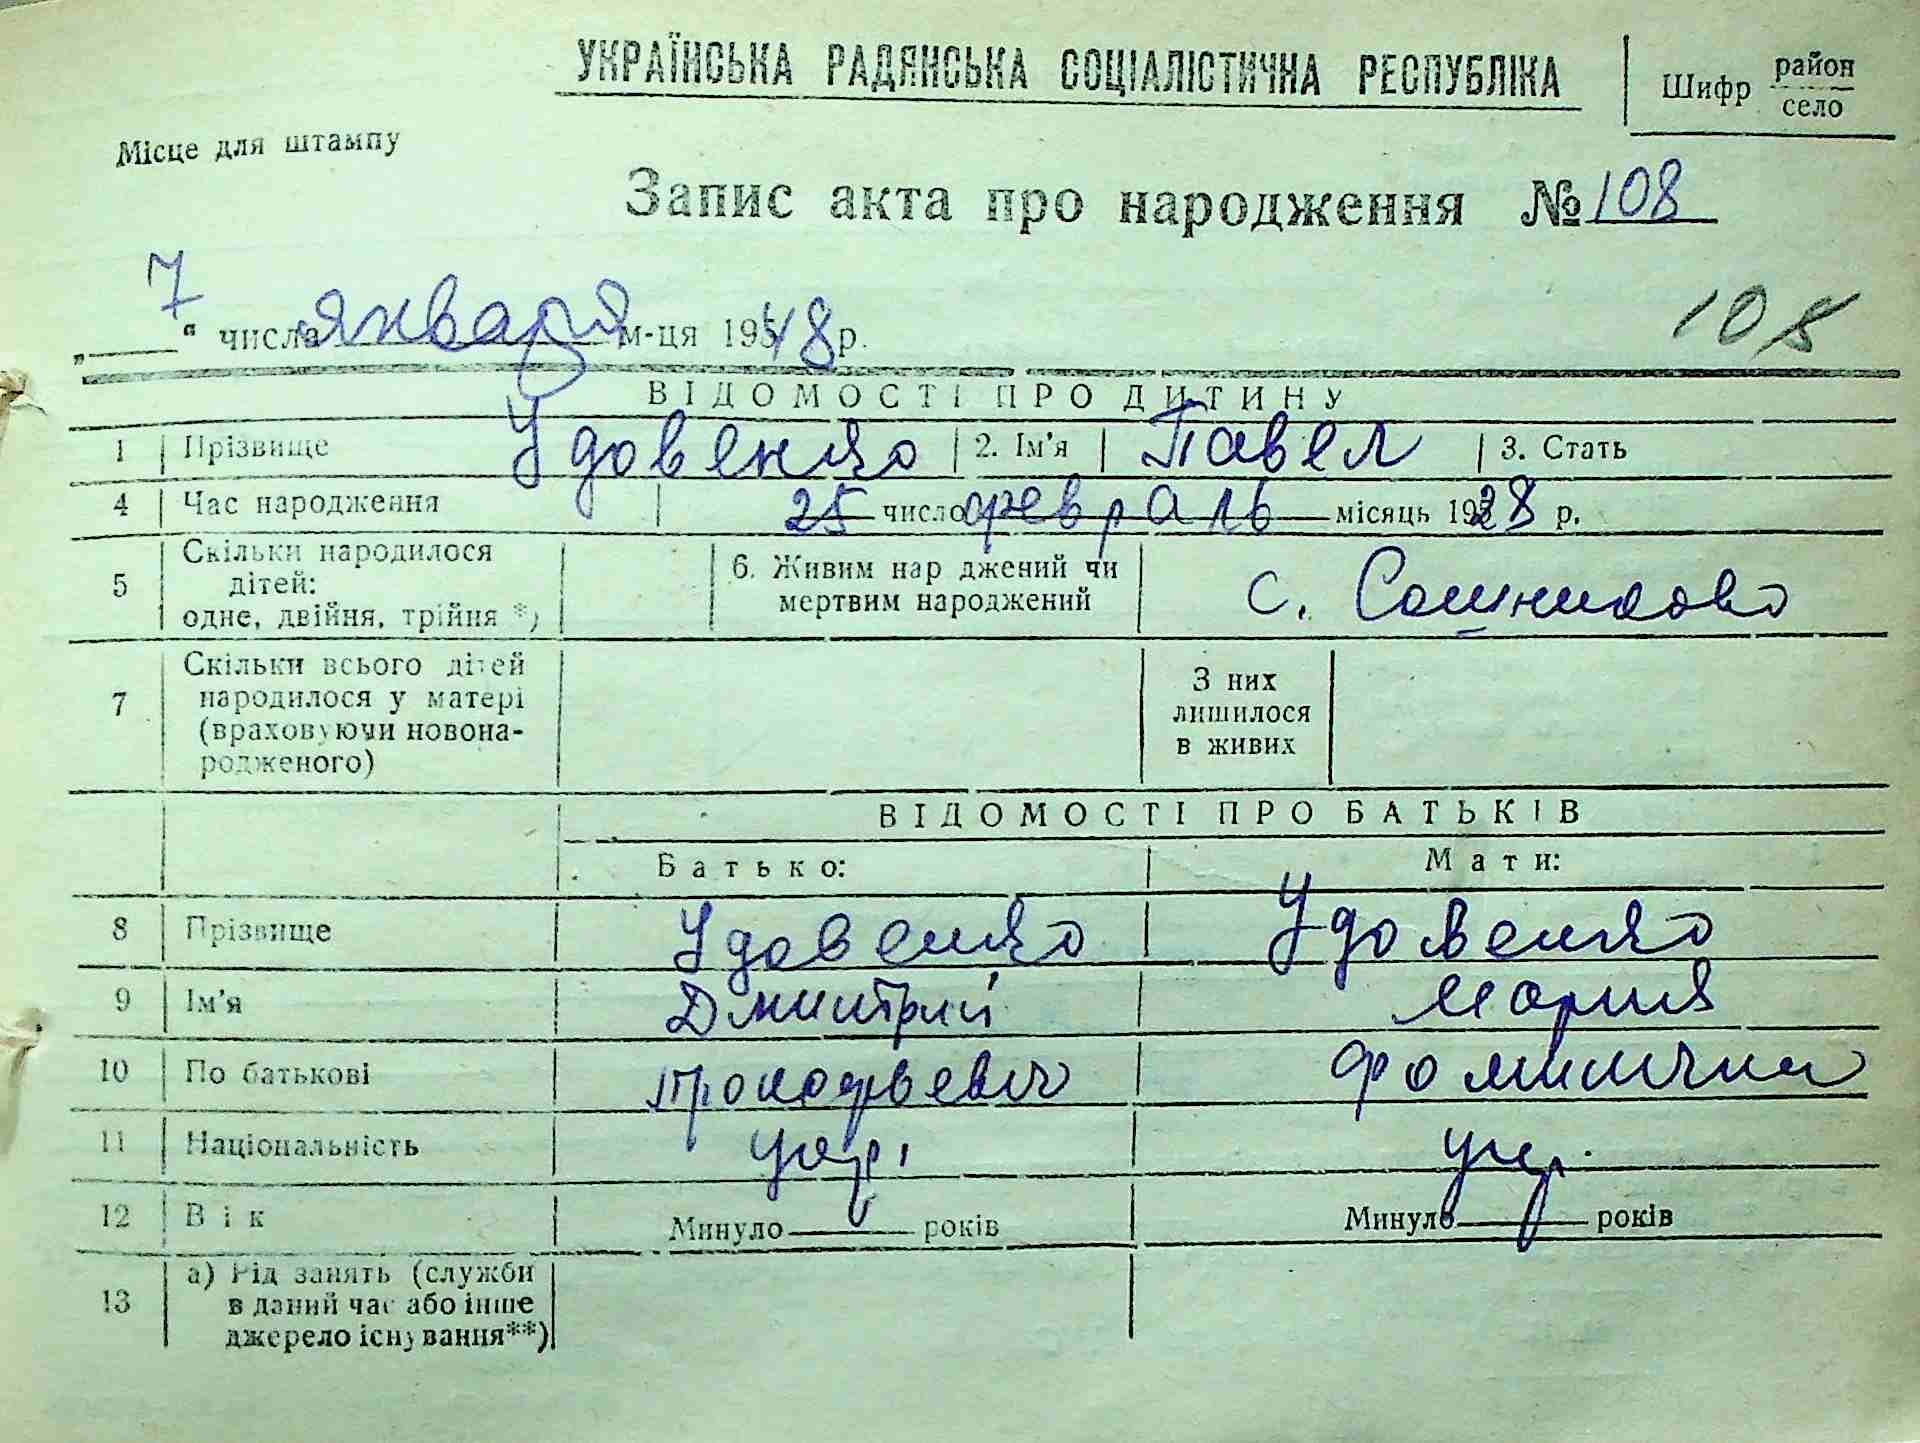 УКРАЇНСЬКА РАДЯНСЬКА СОЦІАЛІСТИЧНА РЕСПУБЛІКА
Шифр район село
Місце для штампу
Запис акта про народження № 108
7
„ “ числа января м-ця 1948 р.
108
ВІДОМОСТІ ПРО ДИТИНУ
1 Прізвище Удовенко 2. Ім'я Павел 3. Стать
4 Час народження 25 число февраль місяць 1928 р.
5 Скільки народилося дітей: одне, двійня, трійня *) 6. Живим нар дженний чи мертвим народжений с. Сошниково
7 Скільки всього дітей народилося у матері (враховуючи новонародженого) З них лишилося в живих
ВІДОМОСТІ ПРО БАТЬКІВ
Батько: Мати:
8 Прізвище Удовенко Удовенко
9 Ім'я Дмитрий Мария
10 По батькові Прокофьевич Фоминична
11 Національність укр. укр.
12 Вік Минуло років Минуло років
13 а) Рід занять (служби в даний час або інше джерело існування**)